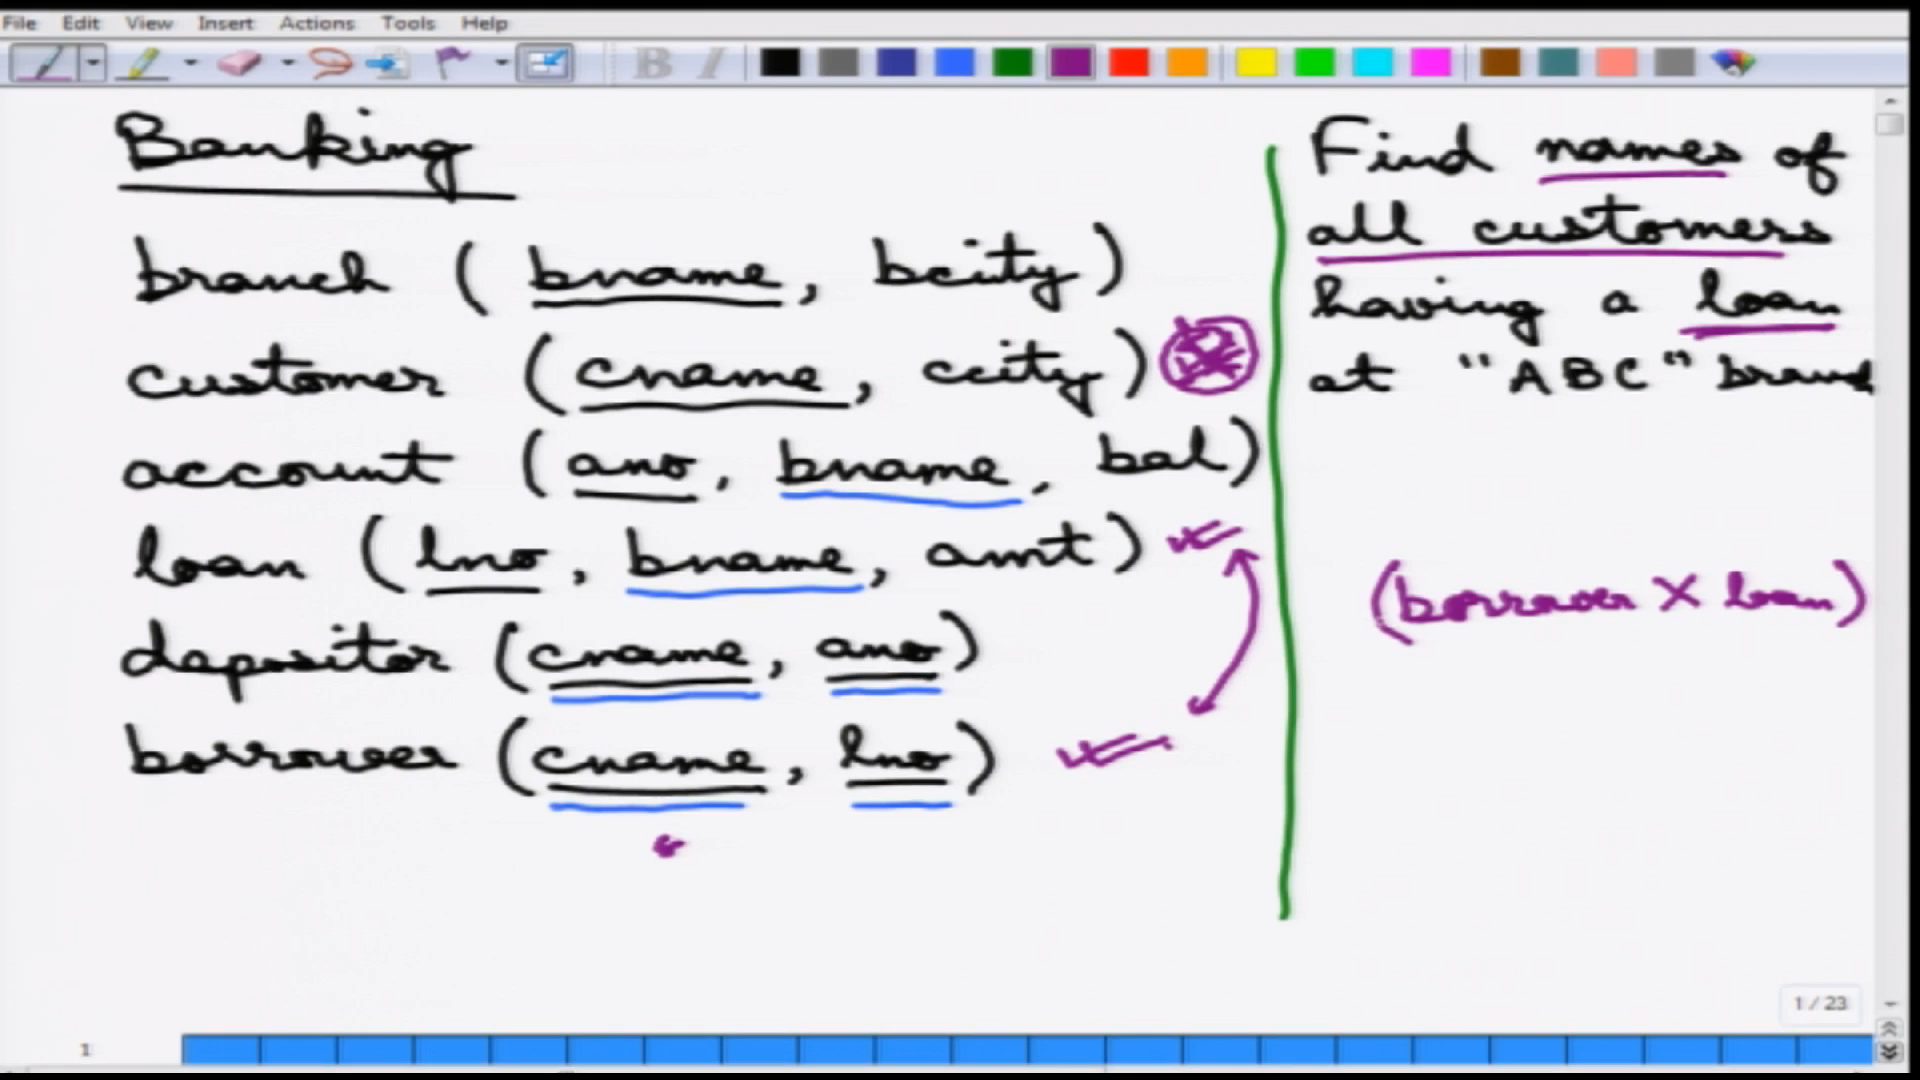 File Edit View Insert Actions Tools Help
B I
Banking
branch ( bname, bcity )
customer ( cname, ccity )
account ( ano, bname, bal )
loan ( lno, bname, amt )
depositor ( cname, ano )
borrower ( cname, lno )
Find names of
all customers
having a loan
at "ABC" branch
(borrower X loan)
1 / 23
1